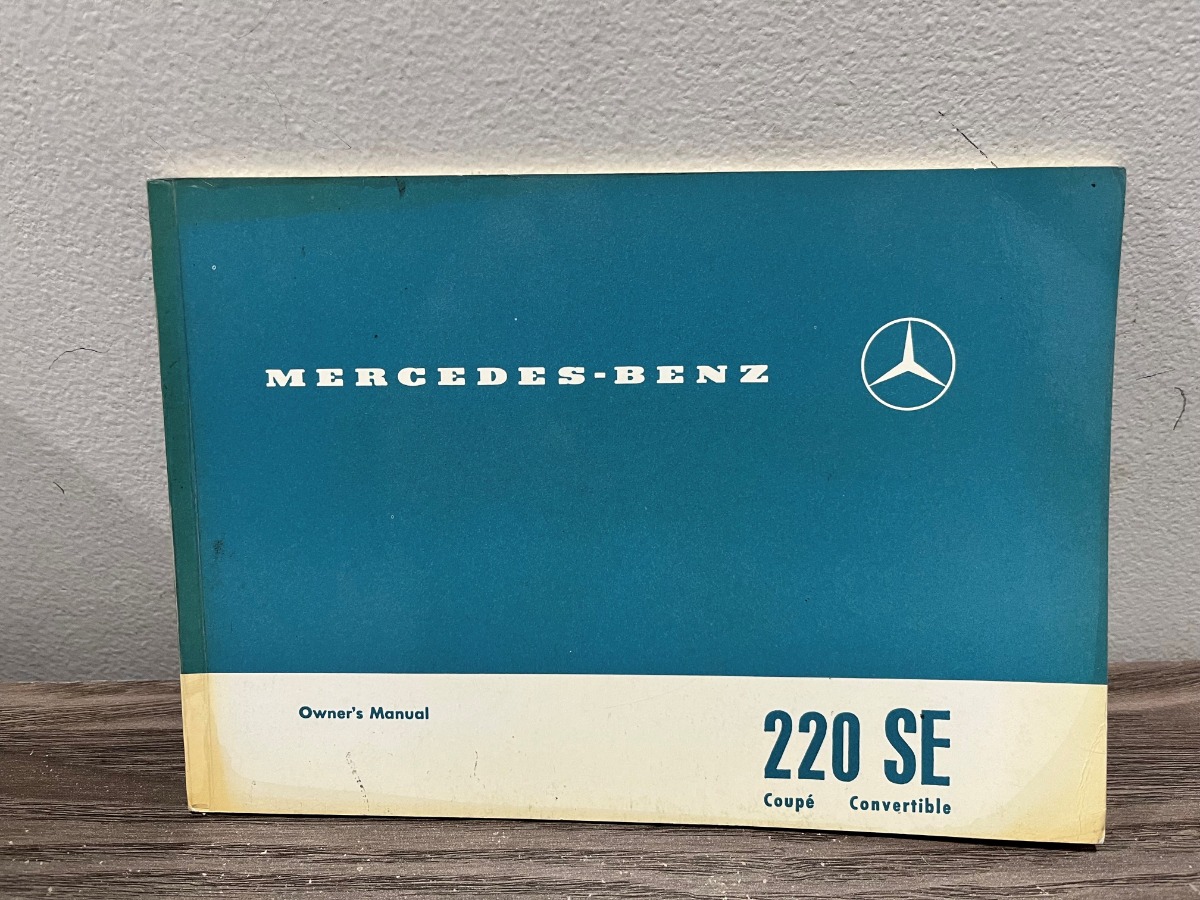 MERCEDES-BENZ
Owner's Manual
220 SE
Coupé Convertible